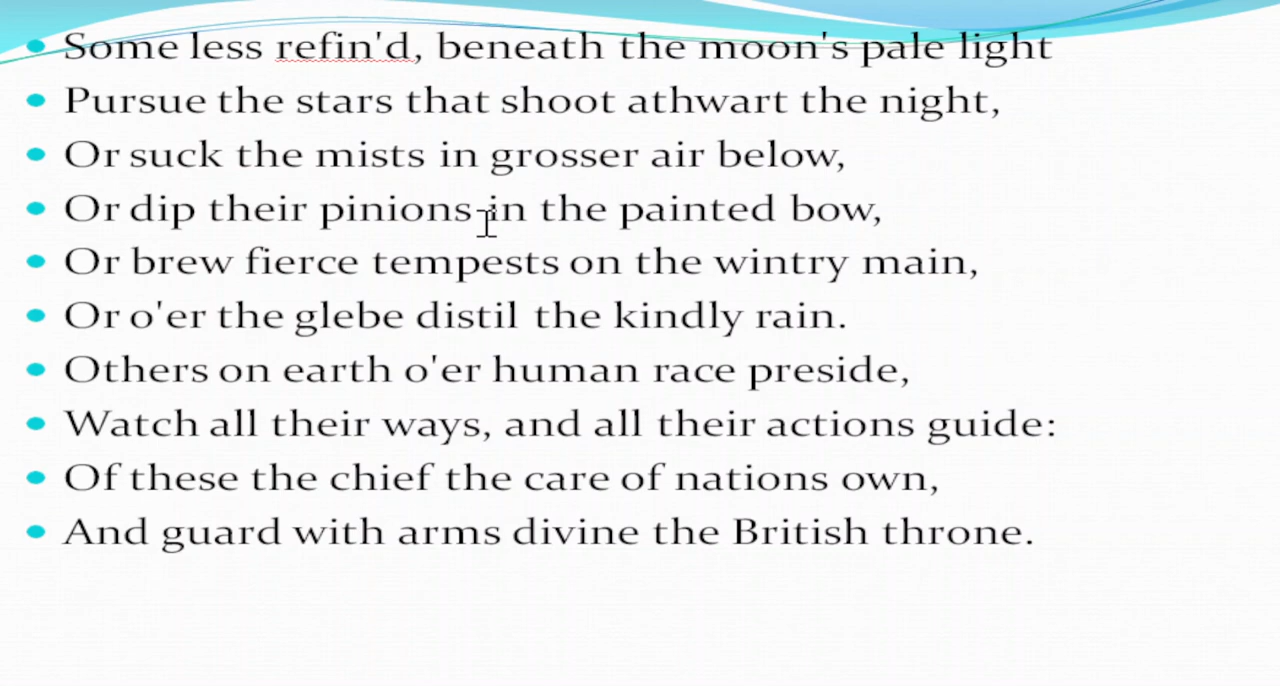 Some less refin'd, beneath the moon's pale light
Pursue the stars that shoot athwart the night,
Or suck the mists in grosser air below,
Or dip their pinions in the painted bow,
Or brew fierce tempests on the wintry main,
Or o'er the glebe distil the kindly rain.
Others on earth o'er human race preside,
Watch all their ways, and all their actions guide:
Of these the chief the care of nations own,
And guard with arms divine the British throne.